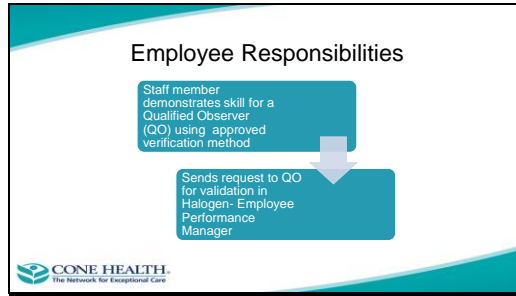 Employee Responsibilities
Staff member
demonstrates skill for a
Qualified Observer
(QO) using approved
verification method
Sends request to QO
for validation in
Halogen- Employee
Performance
Manager
CONE HEALTH®
The Network for Exceptional Care